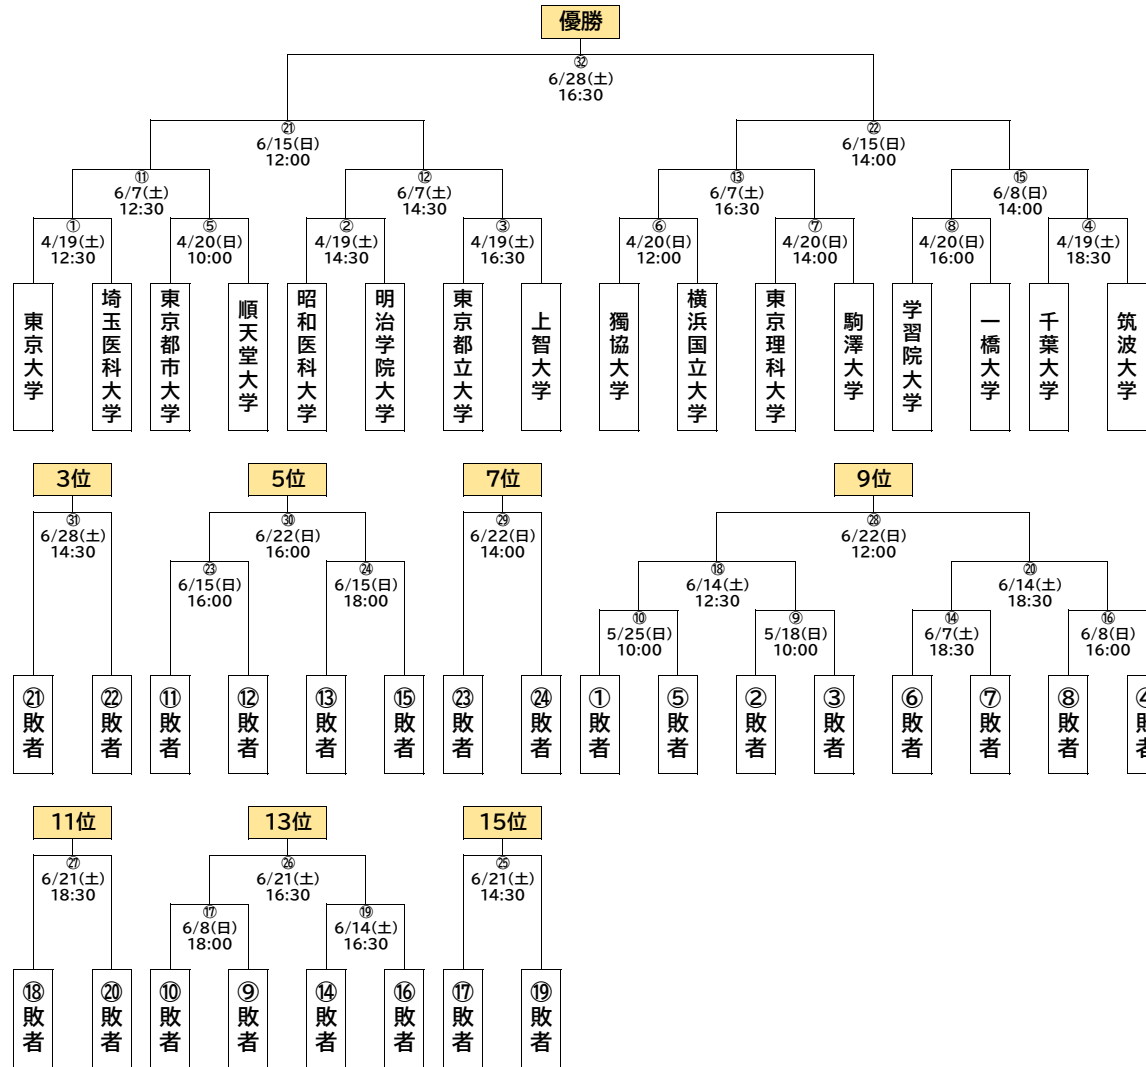 優勝
㉜
6/28(土)
16:30
㉑
6/15(日)
12:00
㉒
6/15(日)
14:00
⑪
6/7(土)
12:30
⑫
6/7(土)
14:30
⑬
6/7(土)
16:30
⑮
6/8(日)
14:00
①
4/19(土)
12:30
⑤
4/20(日)
10:00
②
4/19(土)
14:30
③
4/19(土)
16:30
⑥
4/20(日)
12:00
⑦
4/20(日)
14:00
⑧
4/20(日)
16:00
④
4/19(土)
18:30
東京大学
埼玉医科大学
東京都市大学
順天堂大学
昭和医科大学
明治学院大学
東京都立大学
上智大学
獨協大学
横浜国立大学
東京理科大学
駒澤大学
学習院大学
一橋大学
千葉大学
筑波大学
3位
5位
7位
9位
㉛
6/28(土)
14:30
㉚
6/22(日)
16:00
㉙
6/22(日)
14:00
㉘
6/22(日)
12:00
㉓
6/15(日)
16:00
㉔
6/15(日)
18:00
⑱
6/14(土)
12:30
⑳
6/14(土)
18:30
⑩
5/25(日)
10:00
⑨
5/18(日)
10:00
⑭
6/7(土)
18:30
⑯
6/8(日)
16:00
㉑敗者
㉒敗者
⑪敗者
⑫敗者
⑬敗者
⑮敗者
㉓敗者
㉔敗者
①敗者
⑤敗者
②敗者
③敗者
⑥敗者
⑦敗者
⑧敗者
④敗者
11位
13位
15位
㉗
6/21(土)
18:30
㉖
6/21(土)
16:30
㉕
6/21(土)
14:30
⑰
6/8(日)
18:00
⑲
6/14(土)
16:30
⑱敗者
⑳敗者
⑩敗者
⑨敗者
⑭敗者
⑯敗者
⑰敗者
⑲敗者